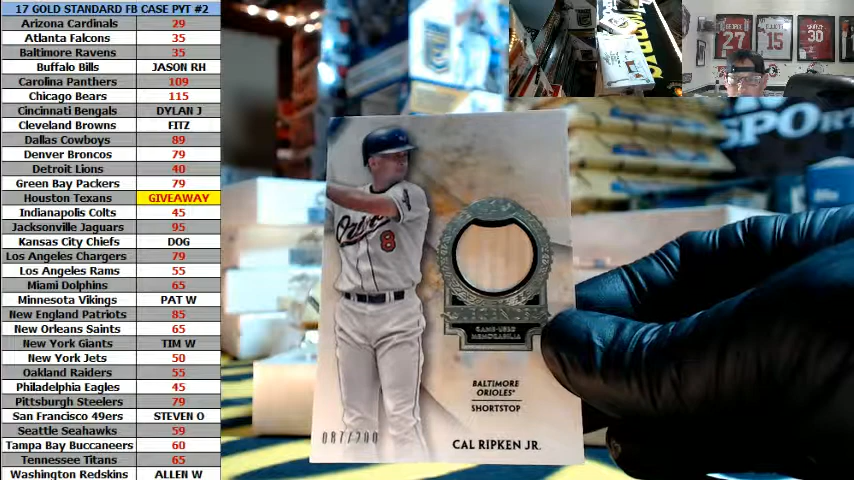 17 GOLD STANDARD FB CASE PYT #2
Arizona Cardinals 29
Atlanta Falcons 35
Baltimore Ravens 35
Buffalo Bills JASON RH
Carolina Panthers 109
Chicago Bears 115
Cincinnati Bengals DYLAN J
Cleveland Browns FITZ
Dallas Cowboys 89
Denver Broncos 79
Detroit Lions 40
Green Bay Packers 79
Houston Texans GIVEAWAY
Indianapolis Colts 45
Jacksonville Jaguars 95
Kansas City Chiefs DOG
Los Angeles Chargers 79
Los Angeles Rams 55
Miami Dolphins 65
Minnesota Vikings PAT W
New England Patriots 85
New Orleans Saints 65
New York Giants TIM W
New York Jets 50
Oakland Raiders 55
Philadelphia Eagles 45
Pittsburgh Steelers 79
San Francisco 49ers STEVEN O
Seattle Seahawks 59
Tampa Bay Buccaneers 60
Tennessee Titans 65
Washington Redskins ALLEN W
Orioles
8
GAME-USED
MEMORABILIA
BALTIMORE
ORIOLES
SHORTSTOP
087/200
CAL RIPKEN JR.
27
15
30